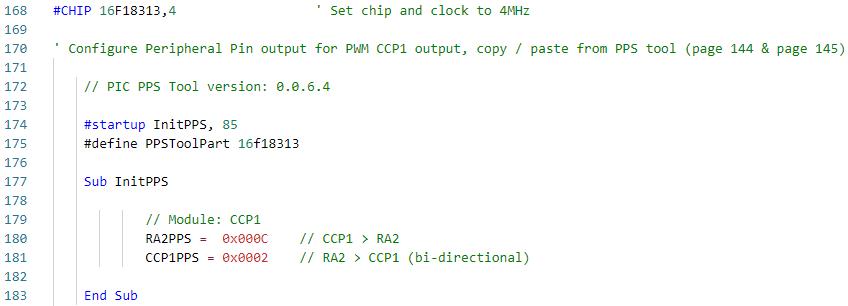 168 #CHIP 16F18313,4 ' Set chip and clock to 4MHz
169
170 ' Configure Peripheral Pin output for PWM CCP1 output, copy / paste from PPS tool (page 144 & page 145)
171
172 // PIC PPS Tool version: 0.0.6.4
173
174 #startup InitPPS, 85
175 #define PPSToolPart 16f18313
176
177 Sub InitPPS
178
179 // Module: CCP1
180 RA2PPS = 0x000C // CCP1 > RA2
181 CCP1PPS = 0x0002 // RA2 > CCP1 (bi-directional)
182
183 End Sub